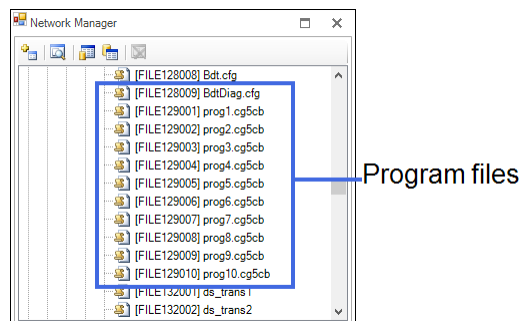 Network Manager
[FILE128008] Bdt.cfg
[FILE128009] BdtDiag.cfg
[FILE129001] prog1.cg5cb
[FILE129002] prog2.cg5cb
[FILE129003] prog3.cg5cb
[FILE129004] prog4.cg5cb
[FILE129005] prog5.cg5cb
[FILE129006] prog6.cg5cb
[FILE129007] prog7.cg5cb
[FILE129008] prog8.cg5cb
[FILE129009] prog9.cg5cb
[FILE129010] prog10.cg5cb
[FILE132001] ds_trans1
[FILE132002] ds_trans2
Program files